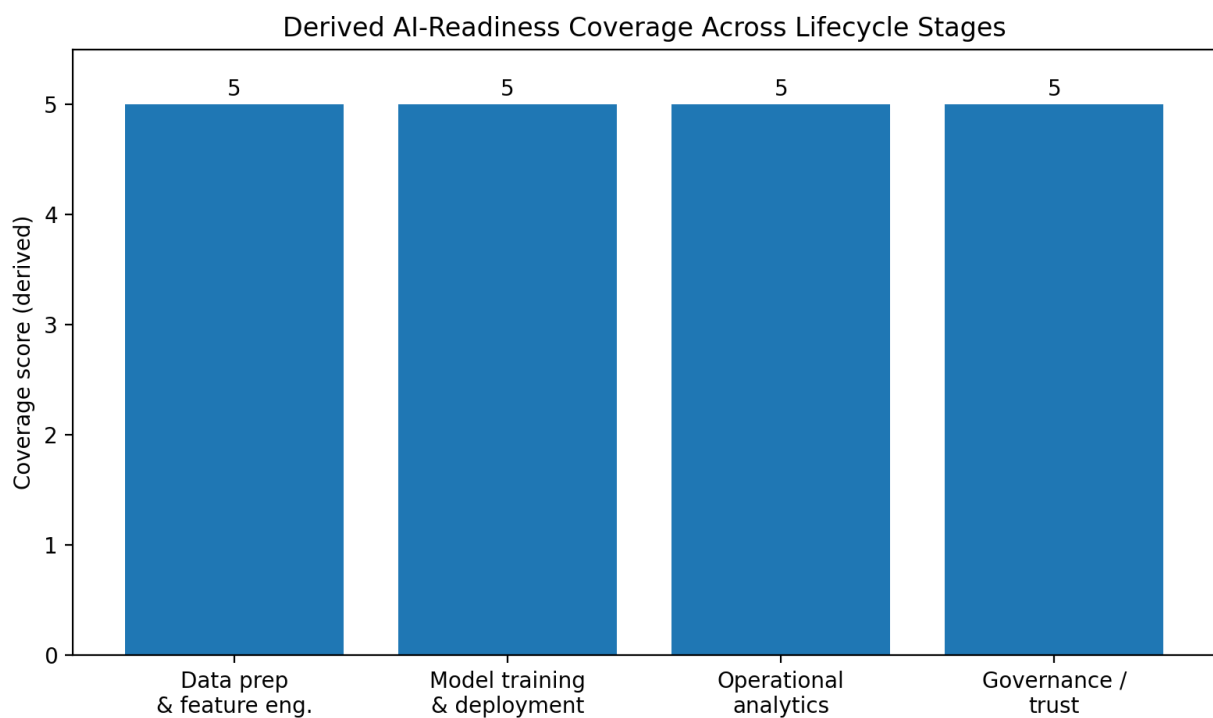 Derived AI-Readiness Coverage Across Lifecycle Stages
5 5 5 5
5
4
3
2
1
0
Coverage score (derived)
Data prep
& feature eng.
Model training
& deployment
Operational
analytics
Governance /
trust